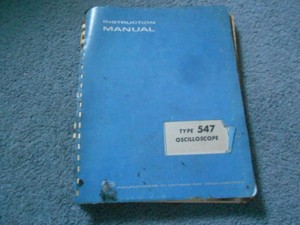 INSTRUCTION
MANUAL
TYPE 547
OSCILLOSCOPE